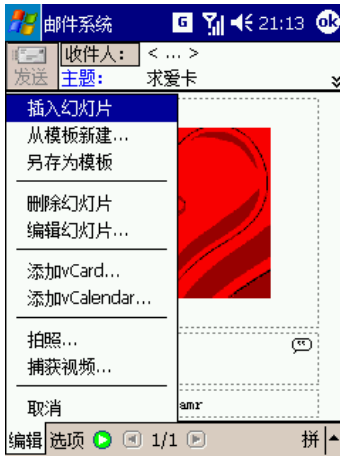 邮件系统 G 21:13 ok
发送 收件人： < ... >
主题： 求爱卡
插入幻灯片
从模板新建...
另存为模板
删除幻灯片
编辑幻灯片...
添加vCard...
添加vCalendar...
拍照...
捕获视频...
取消
amr
编辑 选项 1/1 拼